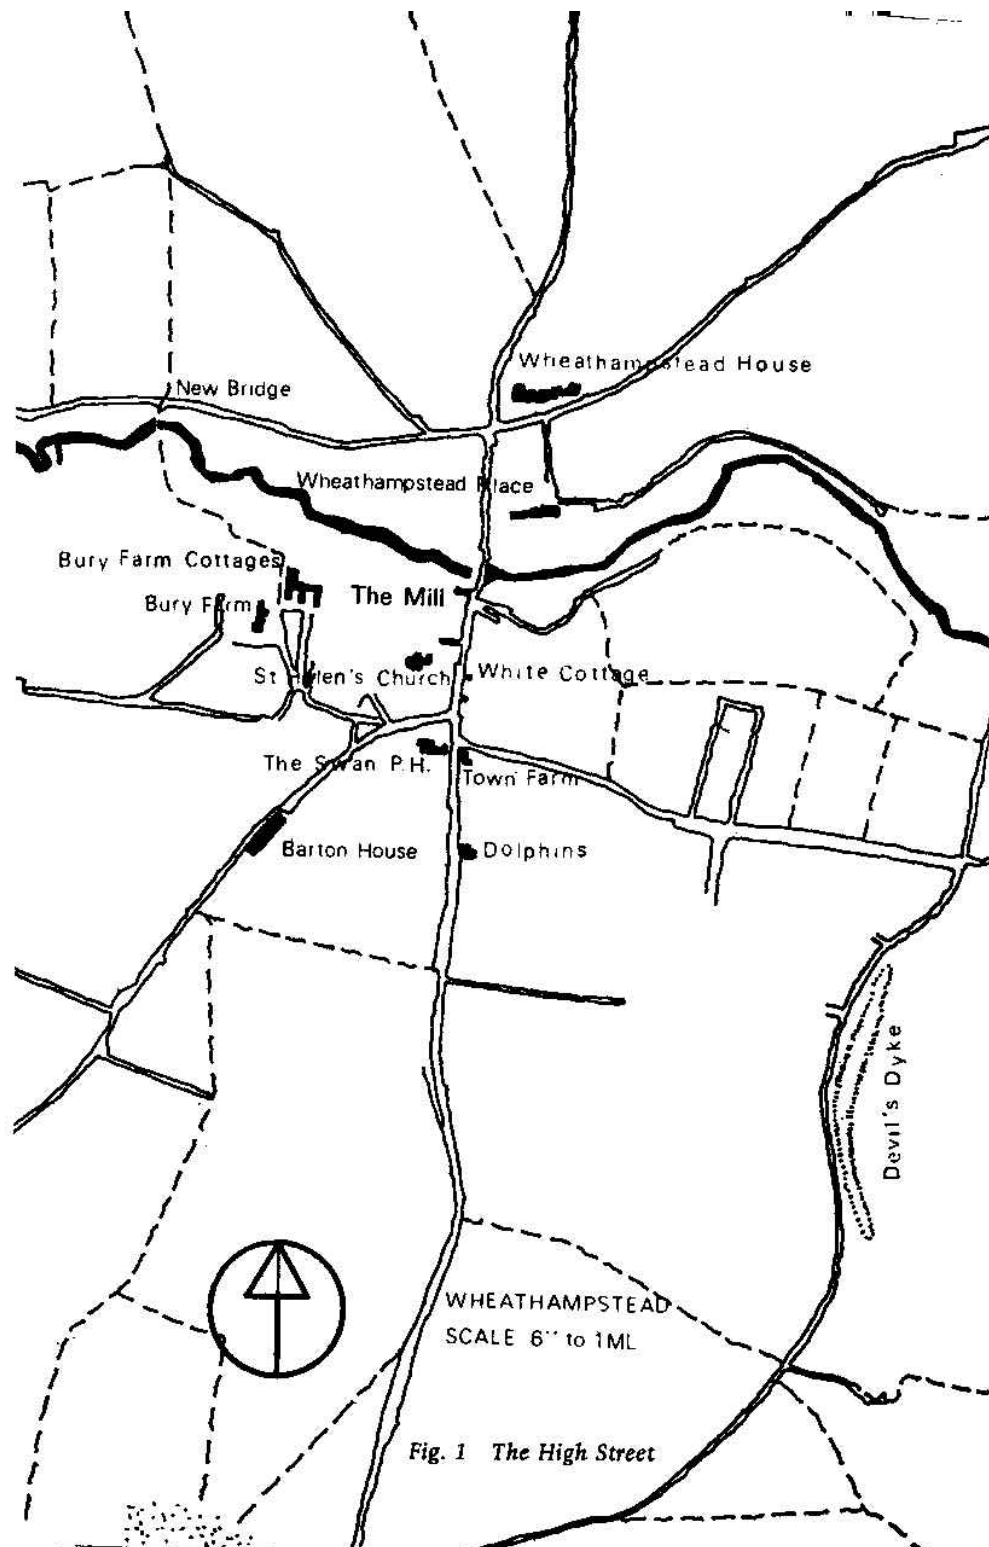 Wheathampstead House
New Bridge
Wheathampstead Place
Bury Farm Cottages
The Mill
Bury Farm
St Helen's Church
White Cottage
The Swan P.H.
Town Farm
Barton House
Dolphins
Devil's Dyke
WHEATHAMPSTEAD
SCALE 6" to 1ML
Fig. 1 The High Street